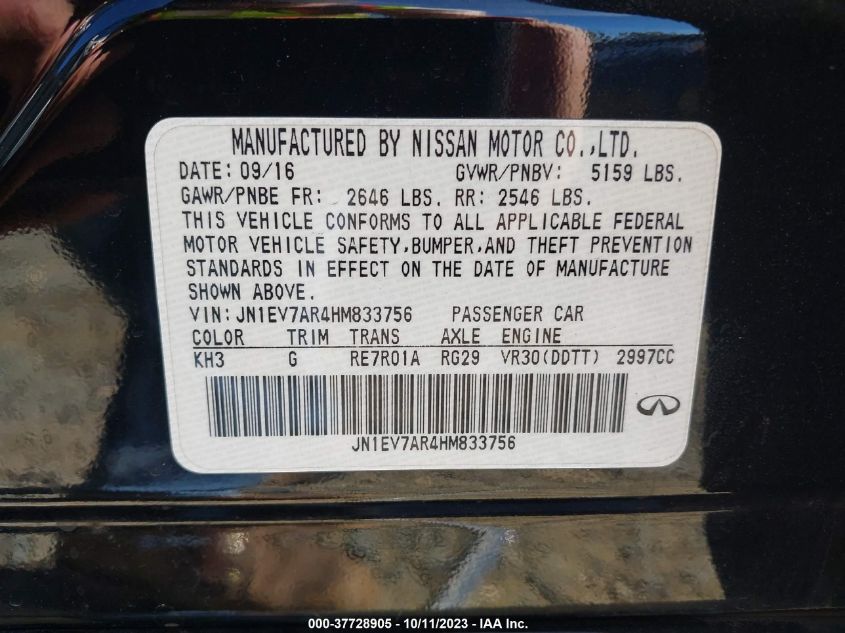 MANUFACTURED BY NISSAN MOTOR CO.,LTD.
DATE: 09/16 GVWR/PNBV: 5159 LBS.
GAWR/PNBE FR: 2646 LBS. RR: 2546 LBS.
THIS VEHICLE CONFORMS TO ALL APPLICABLE FEDERAL
MOTOR VEHICLE SAFETY,BUMPER,AND THEFT PREVENTION
STANDARDS IN EFFECT ON THE DATE OF MANUFACTURE
SHOWN ABOVE.
VIN: JN1EV7AR4HM833756 PASSENGER CAR
COLOR TRIM TRANS AXLE ENGINE
KH3 G RE7R01A RG29 VR30(DDTT) 2997CC
JN1EV7AR4HM833756
000-37728905 - 10/11/2023 - IAA Inc.